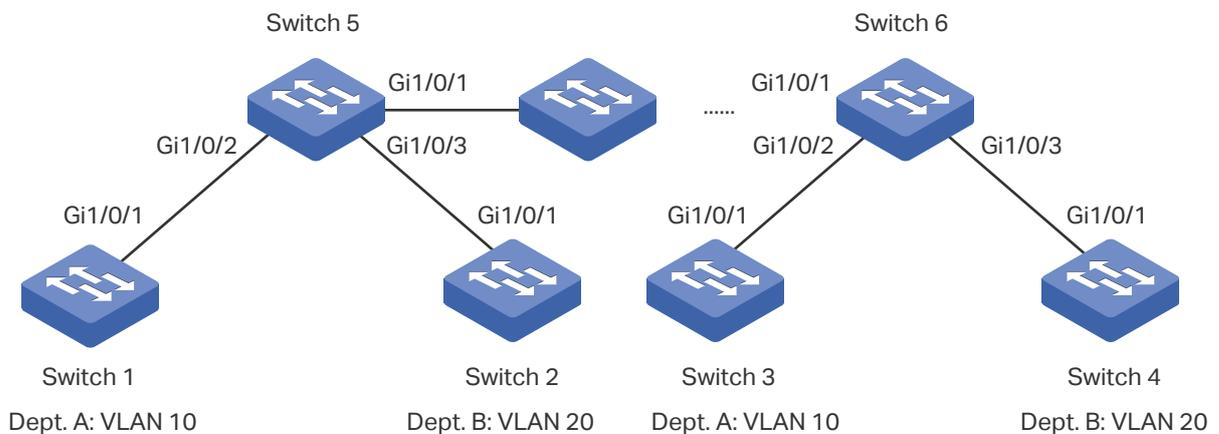 Switch 5
Switch 6
Gi1/0/1
Gi1/0/1
......
Gi1/0/2
Gi1/0/3
Gi1/0/2
Gi1/0/3
Gi1/0/1
Gi1/0/1
Gi1/0/1
Gi1/0/1
Switch 1
Switch 2
Switch 3
Switch 4
Dept. A: VLAN 10
Dept. B: VLAN 20
Dept. A: VLAN 10
Dept. B: VLAN 20